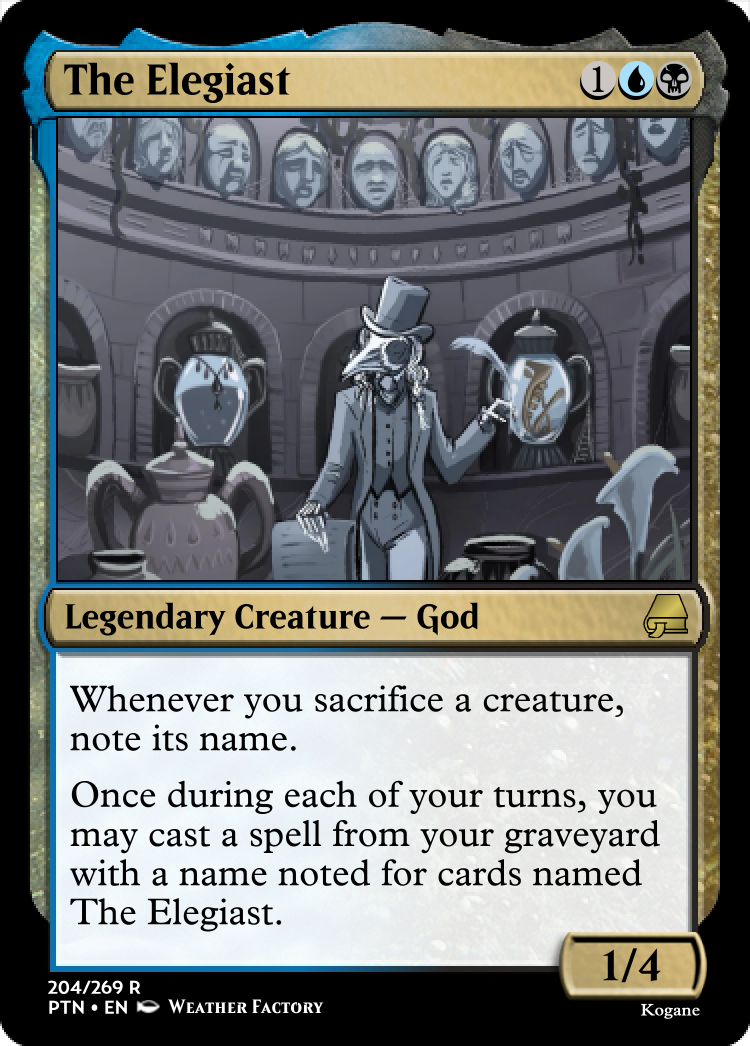 The Elegiast
1
Legendary Creature — God
Whenever you sacrifice a creature,
note its name.
Once during each of your turns, you
may cast a spell from your graveyard
with a name noted for cards named
The Elegiast.
1/4
204/269 R
PTN • EN WEATHER FACTORY
Kogane